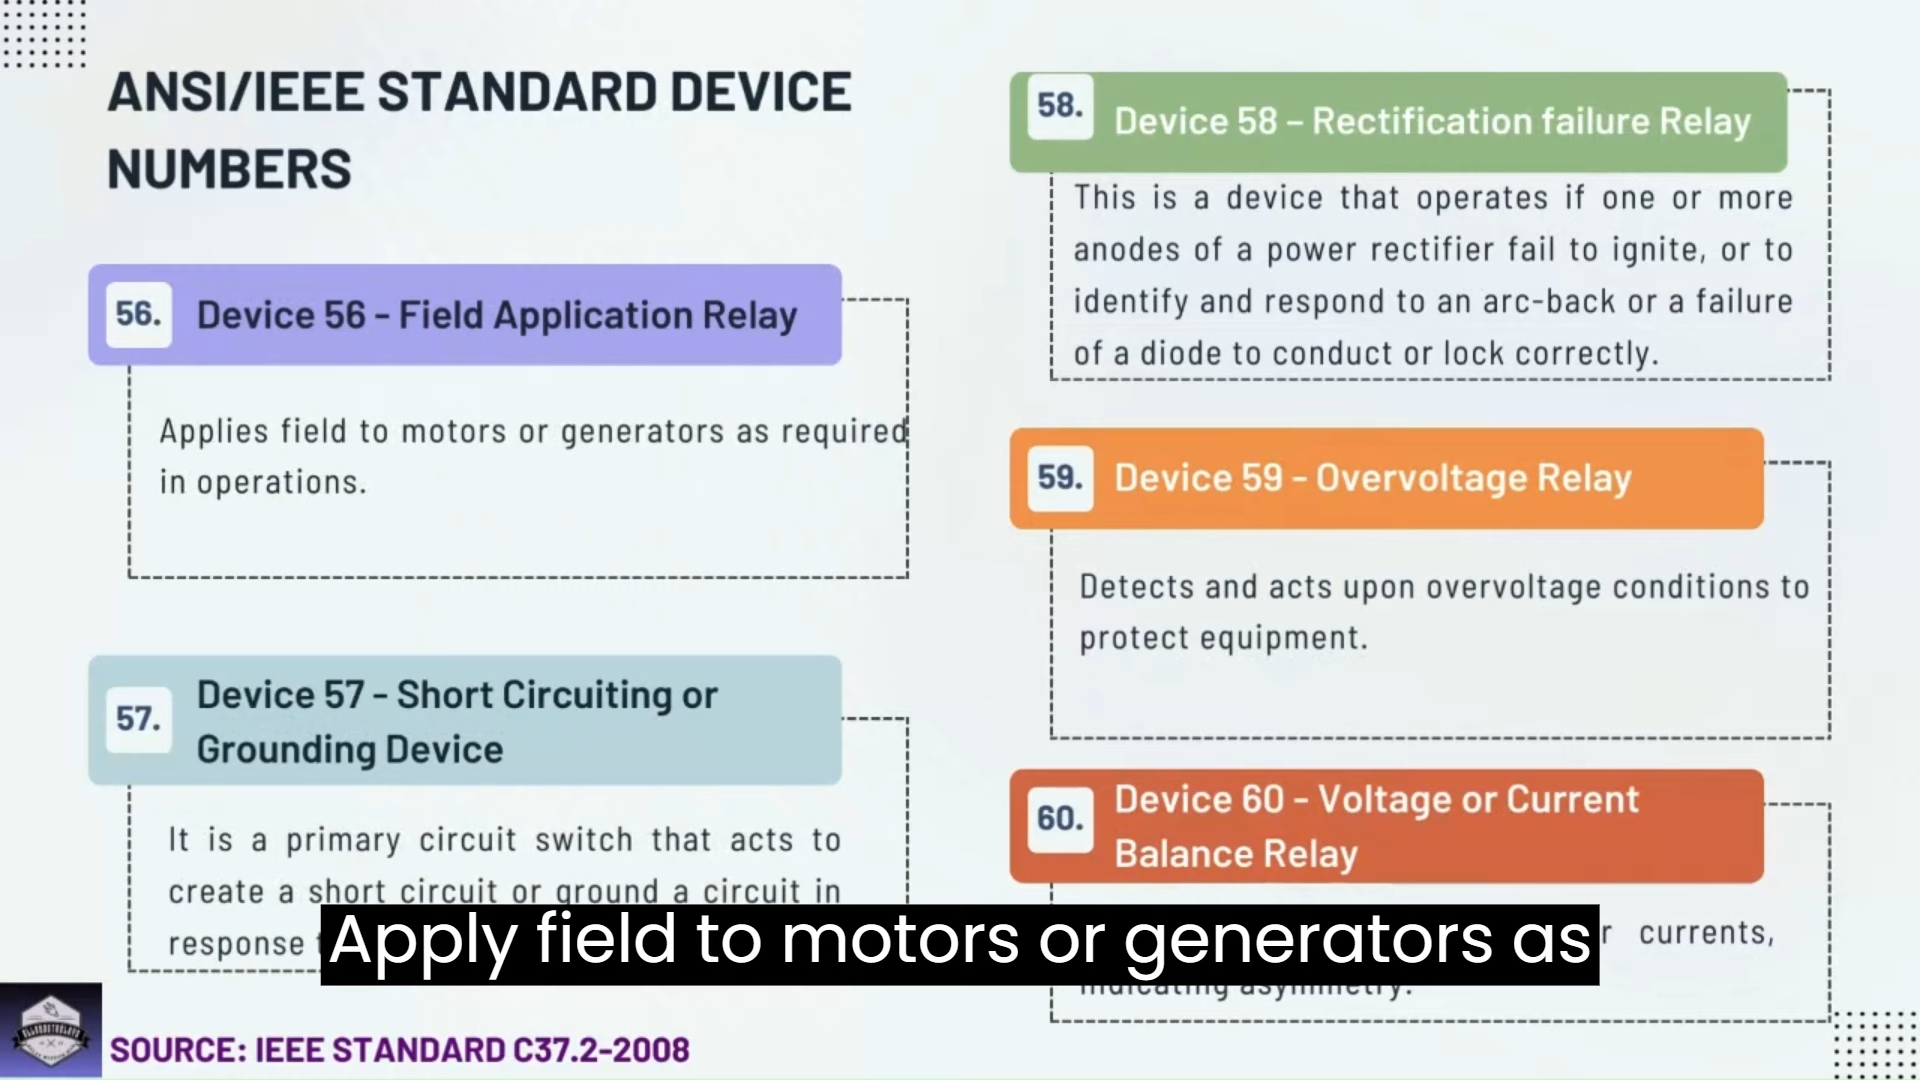 ANSI/IEEE STANDARD DEVICE
NUMBERS
56.
Device 56 - Field Application Relay
Applies field to motors or generators as required
in operations.
57.
Device 57 - Short Circuiting or
Grounding Device
It is a primary circuit switch that acts to
create a short circuit or ground a circuit in
response
58.
Device 58 – Rectification failure Relay
This is a device that operates if one or more
anodes of a power rectifier fail to ignite, or to
identify and respond to an arc-back or a failure
of a diode to conduct or lock correctly.
59.
Device 59 - Overvoltage Relay
Detects and acts upon overvoltage conditions to
protect equipment.
60.
Device 60 - Voltage or Current
Balance Relay
currents,
indicating asymmetry.
Apply field to motors or generators as
SOURCE: IEEE STANDARD C37.2-2008